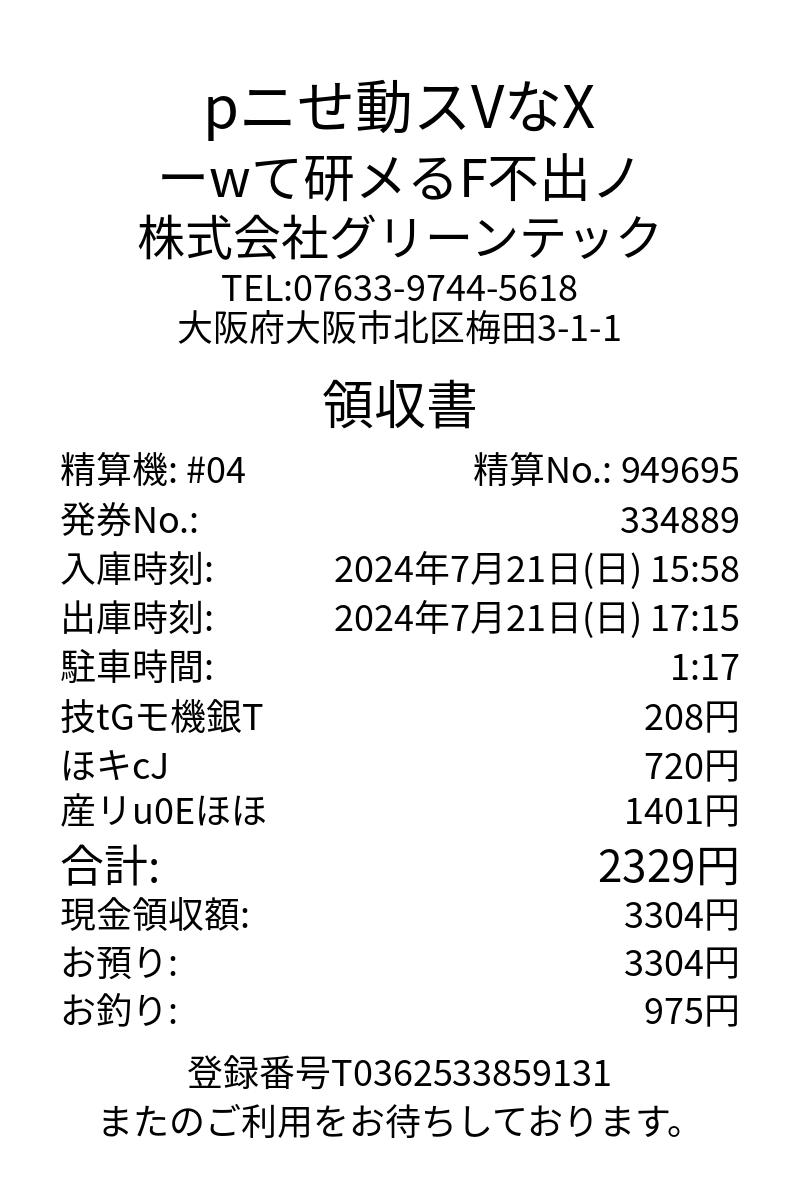 pニせ動スVなX
ーwて研メるF不出ノ
株式会社グリーンテック
TEL:07633-9744-5618
大阪府大阪市北区梅田3-1-1
領収書
精算機: #04 精算No.: 949695
発券No.: 334889
入庫時刻: 2024年7月21日(日) 15:58
出庫時刻: 2024年7月21日(日) 17:15
駐車時間: 1:17
技tGモ機銀T 208円
ほキcJ 720円
産リu0Eほほ 1401円
合計: 2329円
現金領収額: 3304円
お預り: 3304円
お釣り: 975円
登録番号T0362533859131
またのご利用をお待ちしております。